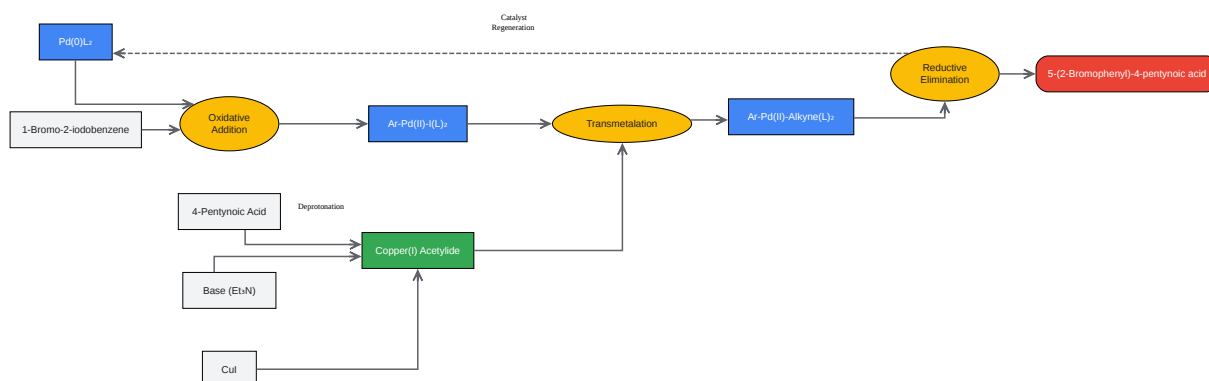 Catalyst
Regeneration
Pd(0)L₂
Reductive
Elimination
5-(2-Bromophenyl)-4-pentynoic acid
1-Bromo-2-iodobenzene
Oxidative
Addition
Ar-Pd(II)-I(L)₂
Transmetalation
Ar-Pd(II)-Alkyne(L)₂
4-Pentynoic Acid
Deprotonation
Copper(I) Acetylide
Base (Et₃N)
CuI